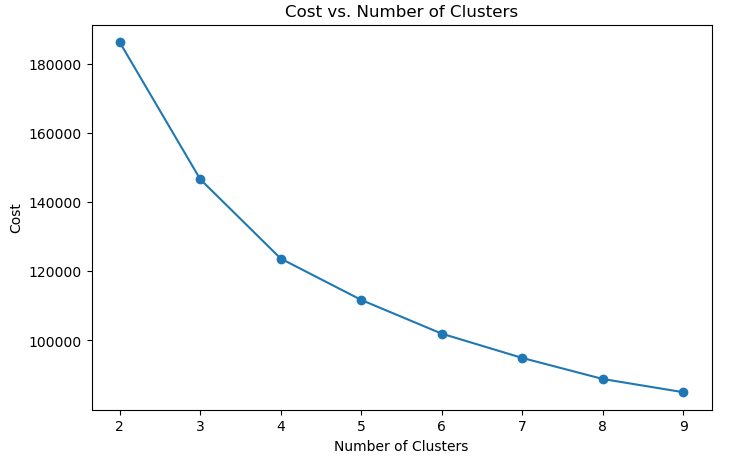 Cost vs. Number of Clusters
180000
160000
140000
120000
100000
Cost
2 3 4 5 6 7 8 9
Number of Clusters